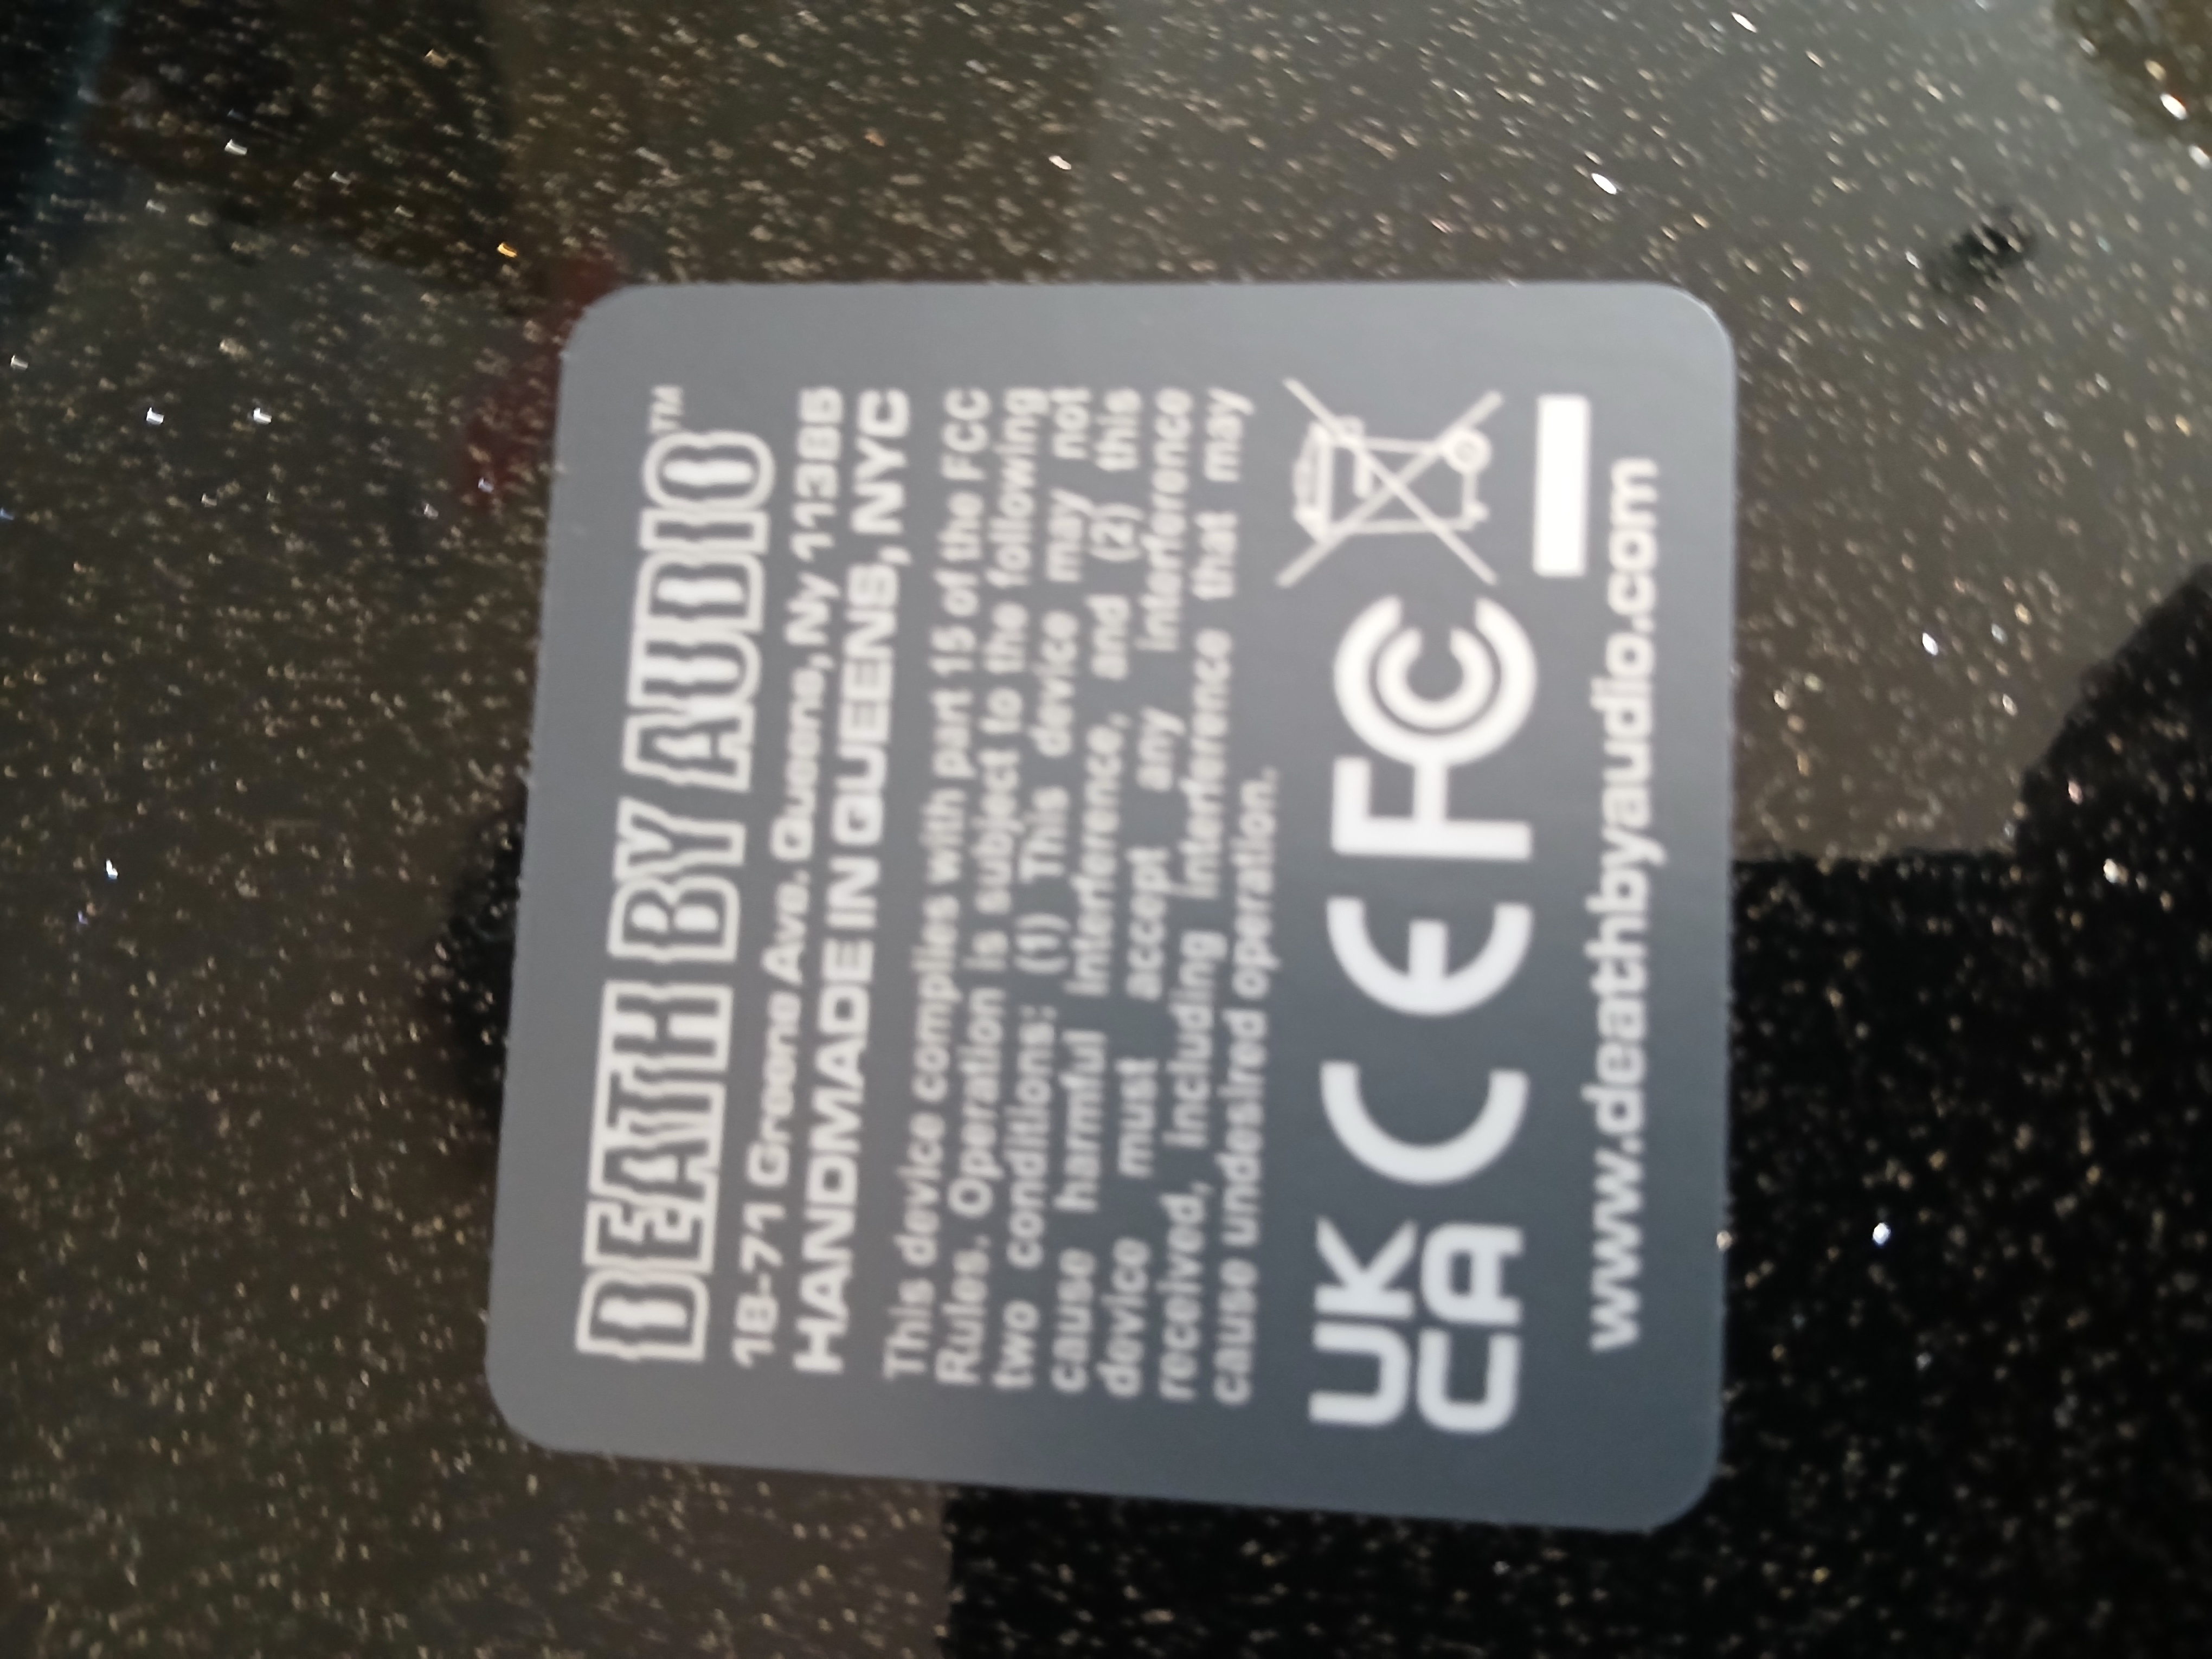 DEATH BY AUDIO™
18-71 Greene Ave. Queens, Ny 11385
HANDMADE IN QUEENS, NYC
This device complies with part 15 of the FCC
Rules. Operation is subject to the following
two conditions: (1) This device may not
cause harmful interference, and (2) this
device must accept any interference
received, including interference that may
cause undesired operation.
UK CA CE FC
www.deathbyaudio.com